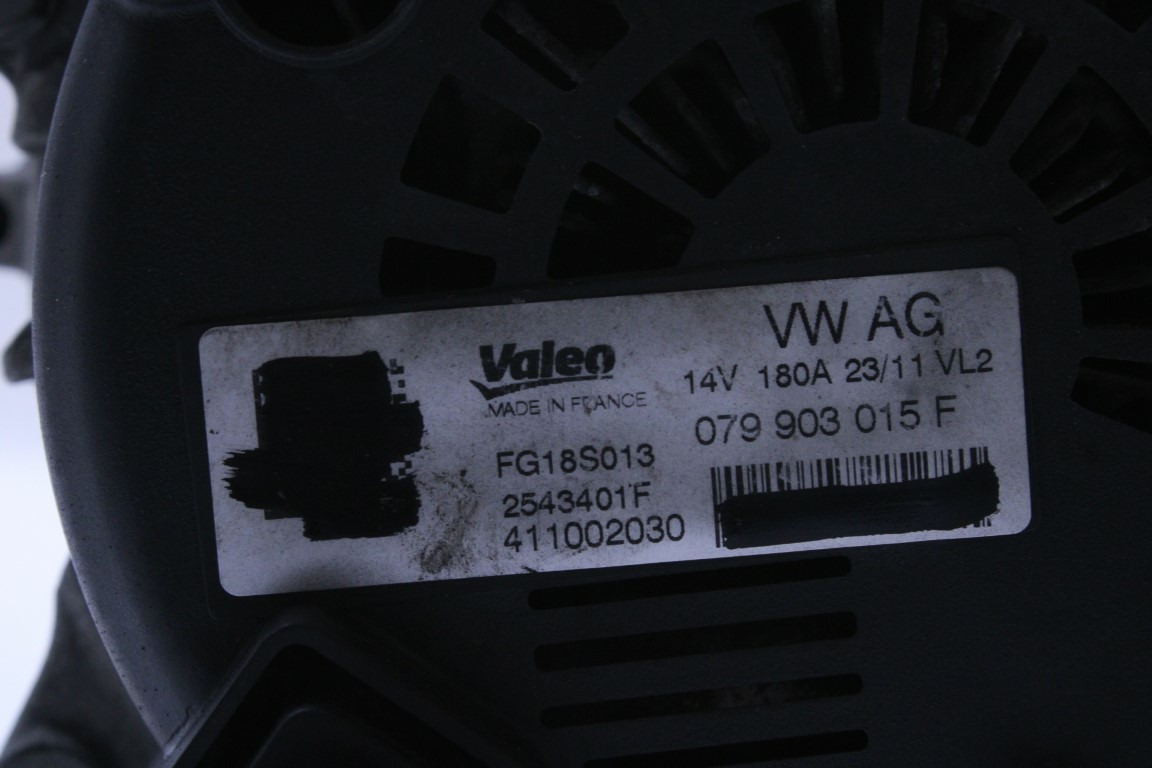 Valeo
MADE IN FRANCE
FG18S013
2543401F
411002030
VW AG
14V 180A 23/11 VL2
079 903 015 F